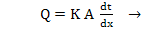 Q = K A dt/dx →